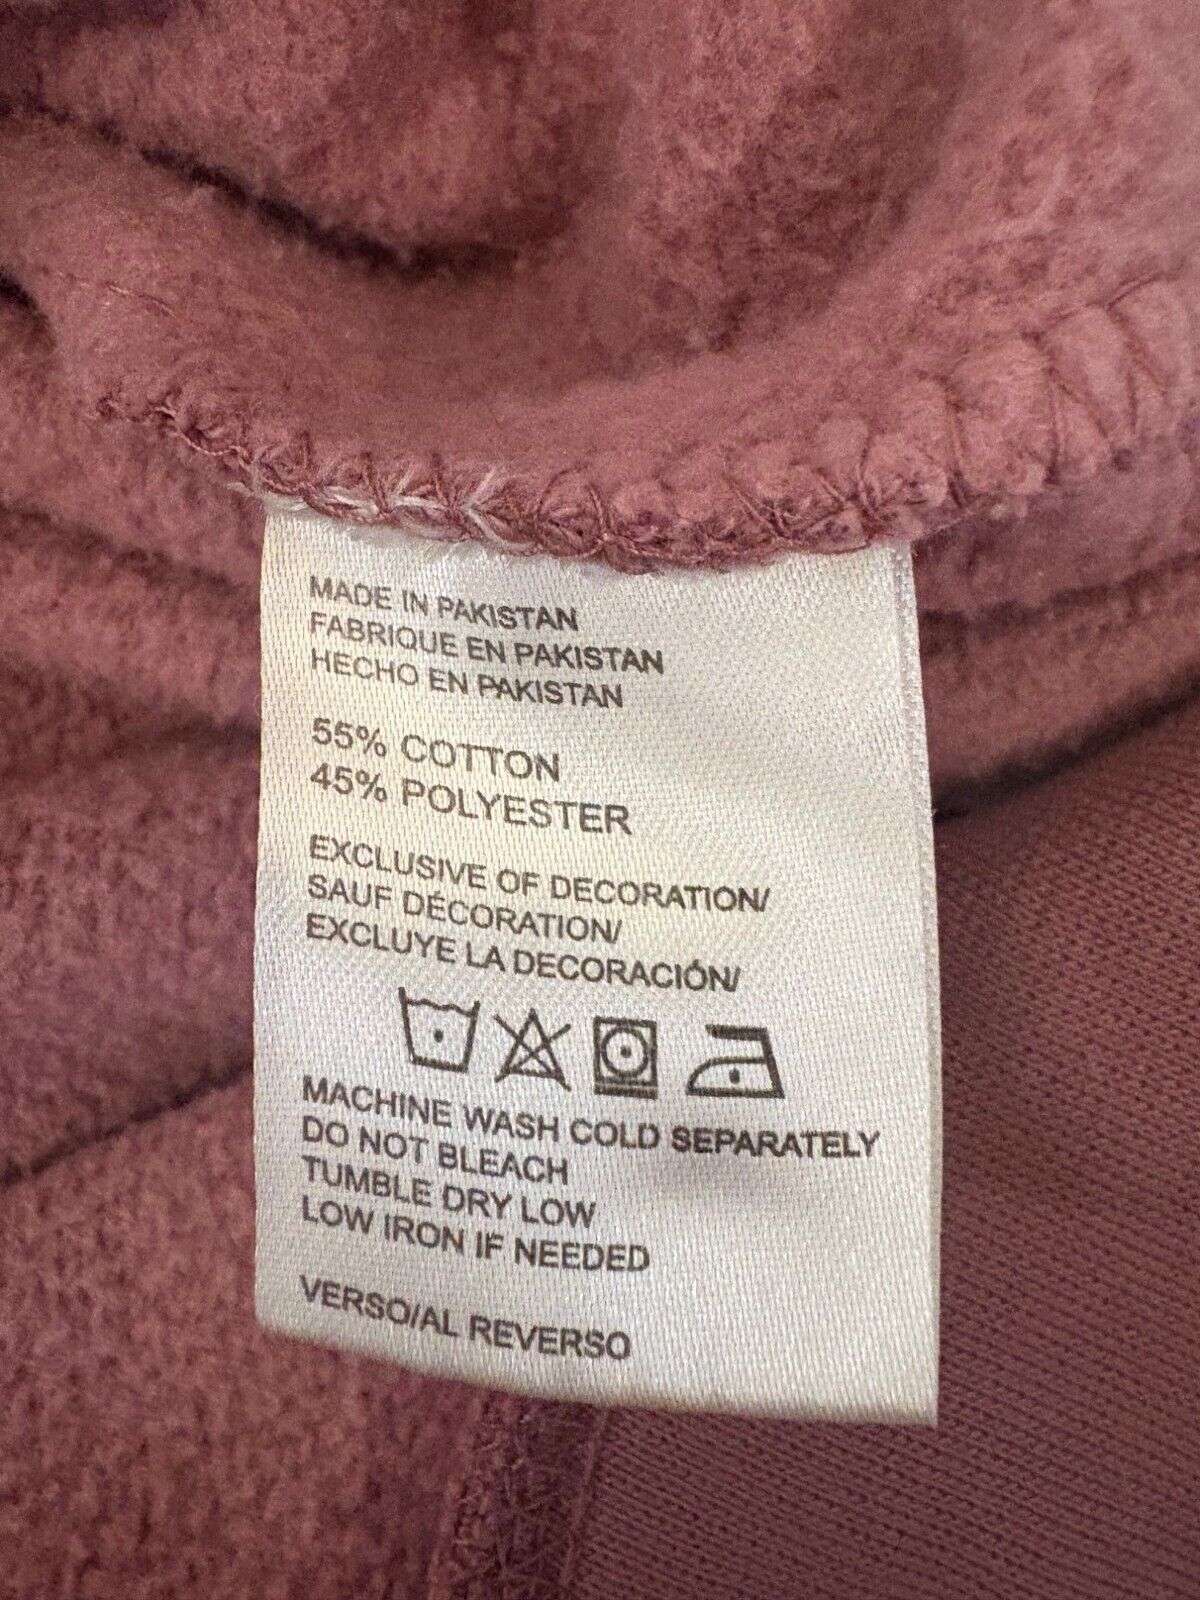 MADE IN PAKISTAN
FABRIQUE EN PAKISTAN
HECHO EN PAKISTAN
55% COTTON
45% POLYESTER
EXCLUSIVE OF DECORATION/
SAUF DÉCORATION/
EXCLUYE LA DECORACIÓN/
MACHINE WASH COLD SEPARATELY
DO NOT BLEACH
TUMBLE DRY LOW
LOW IRON IF NEEDED
VERSO/AL REVERSO